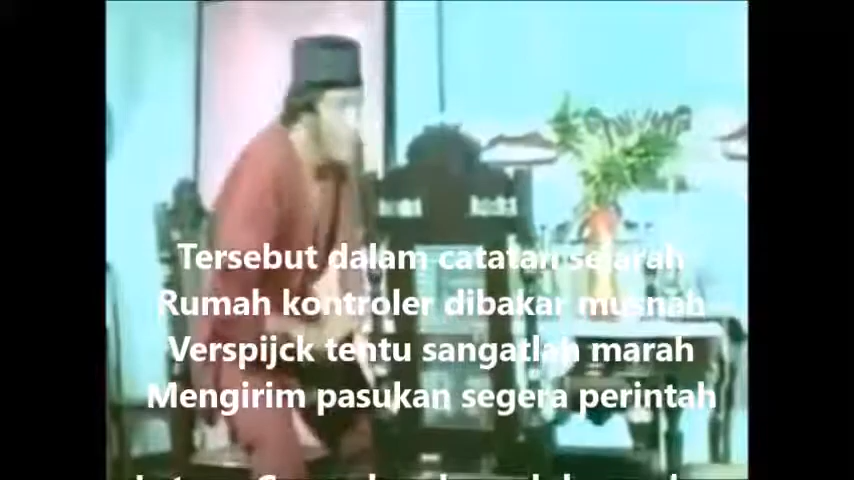 Tersebut dalam catatan sejarah
Rumah kontroler dibakar musnah
Verspijck tentu sangatlah marah
Mengirim pasukan segera perintah